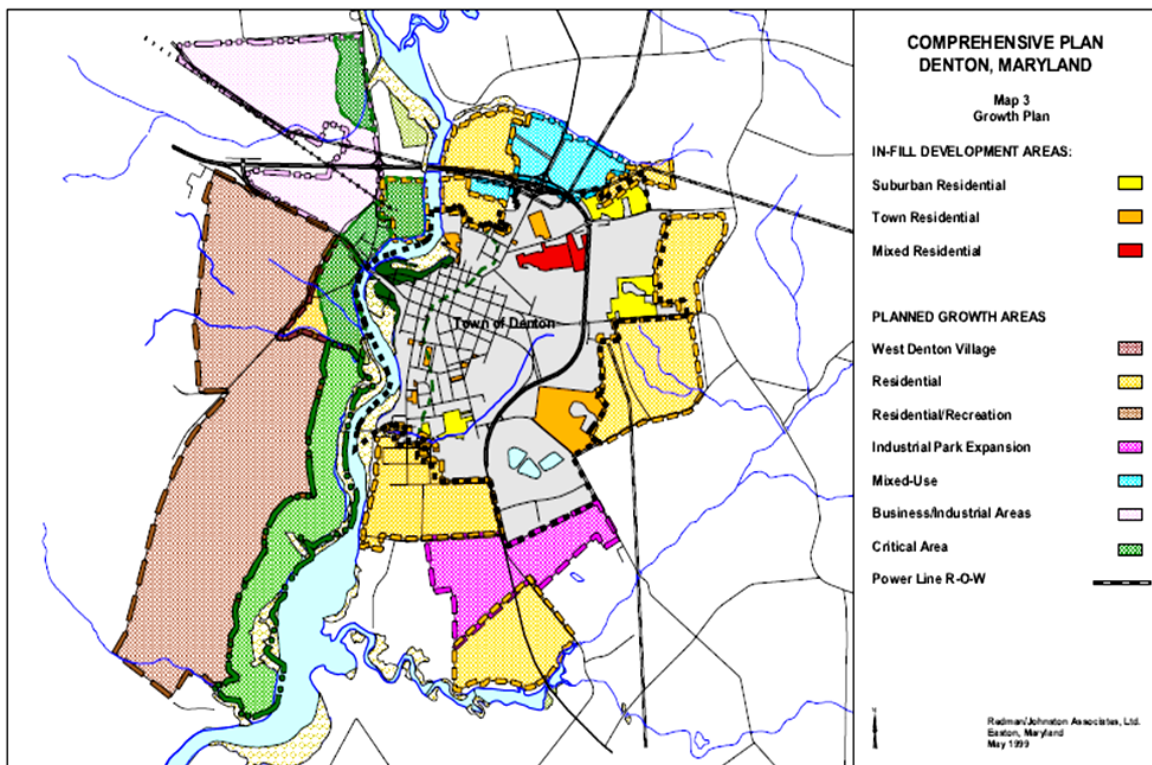 COMPREHENSIVE PLAN
DENTON, MARYLAND
Map 3
Growth Plan
IN-FILL DEVELOPMENT AREAS:
Suburban Residential
Town Residential
Mixed Residential
PLANNED GROWTH AREAS
West Denton Village
Residential
Residential/Recreation
Industrial Park Expansion
Mixed-Use
Business/Industrial Areas
Critical Area
Power Line R-O-W
Town of Denton
N
Redman/Johnston Associates, Ltd.
Easton, Maryland
May 1999